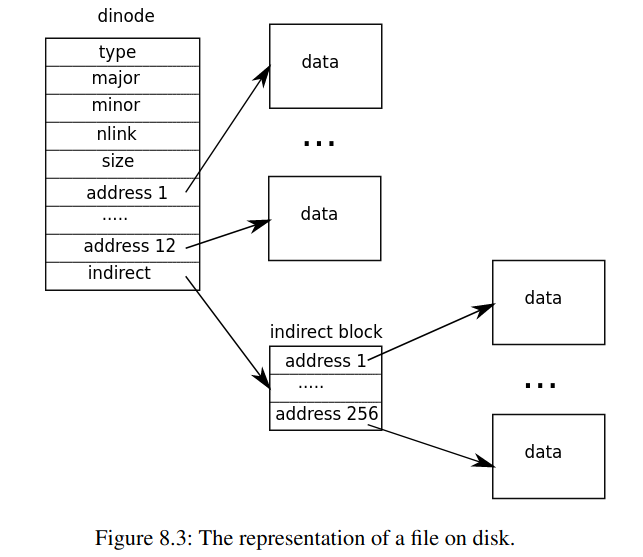 dinode
type
major
minor
nlink
size
address 1
.....
address 12
indirect
data
...
data
indirect block
address 1
.....
address 256
data
...
data
Figure 8.3: The representation of a file on disk.